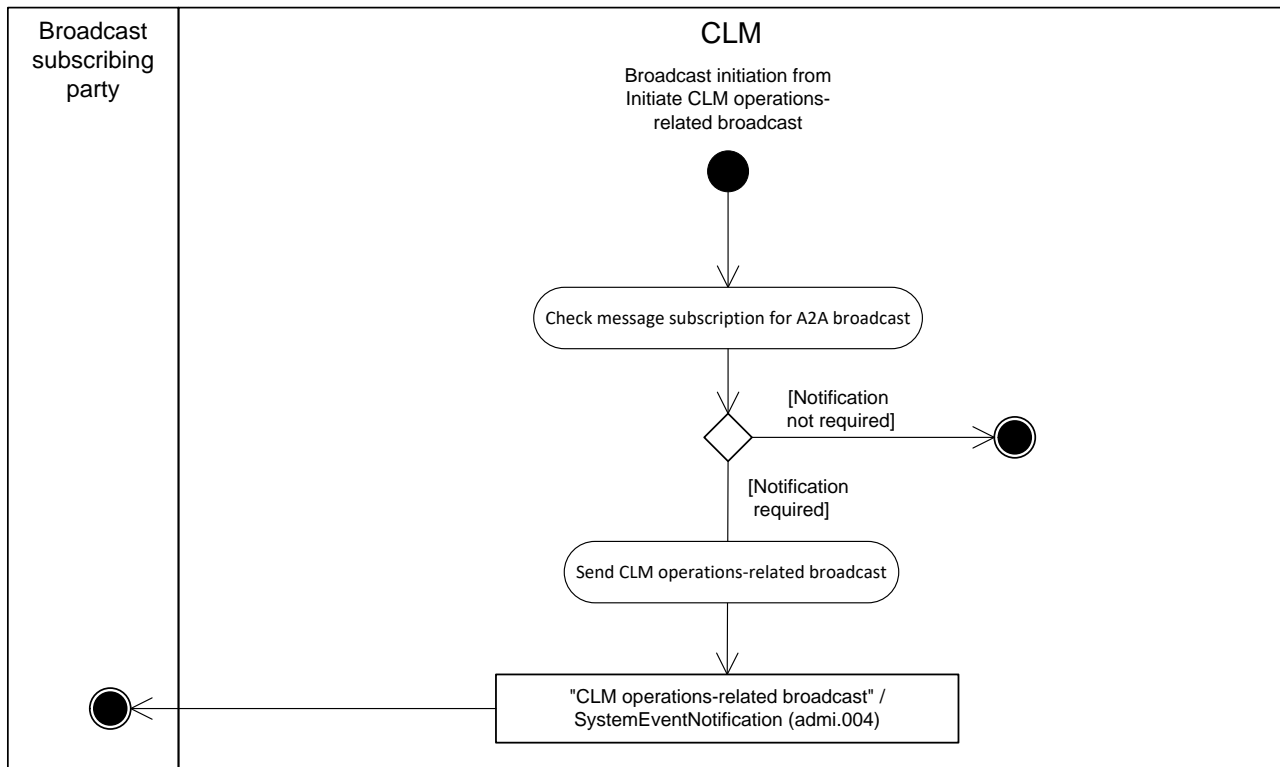 Broadcast
subscribing
party
CLM
Broadcast initiation from
Initiate CLM operations-
related broadcast
Check message subscription for A2A broadcast
[Notification
not required]
[Notification
required]
Send CLM operations-related broadcast
"CLM operations-related broadcast" /
SystemEventNotification (admi.004)